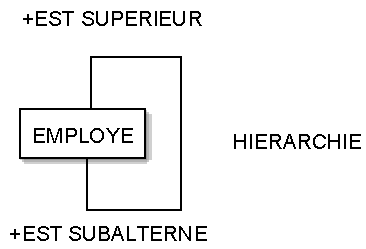 +EST SUPERIEUR
EMPLOYE
HIERARCHIE
+EST SUBALTERNE